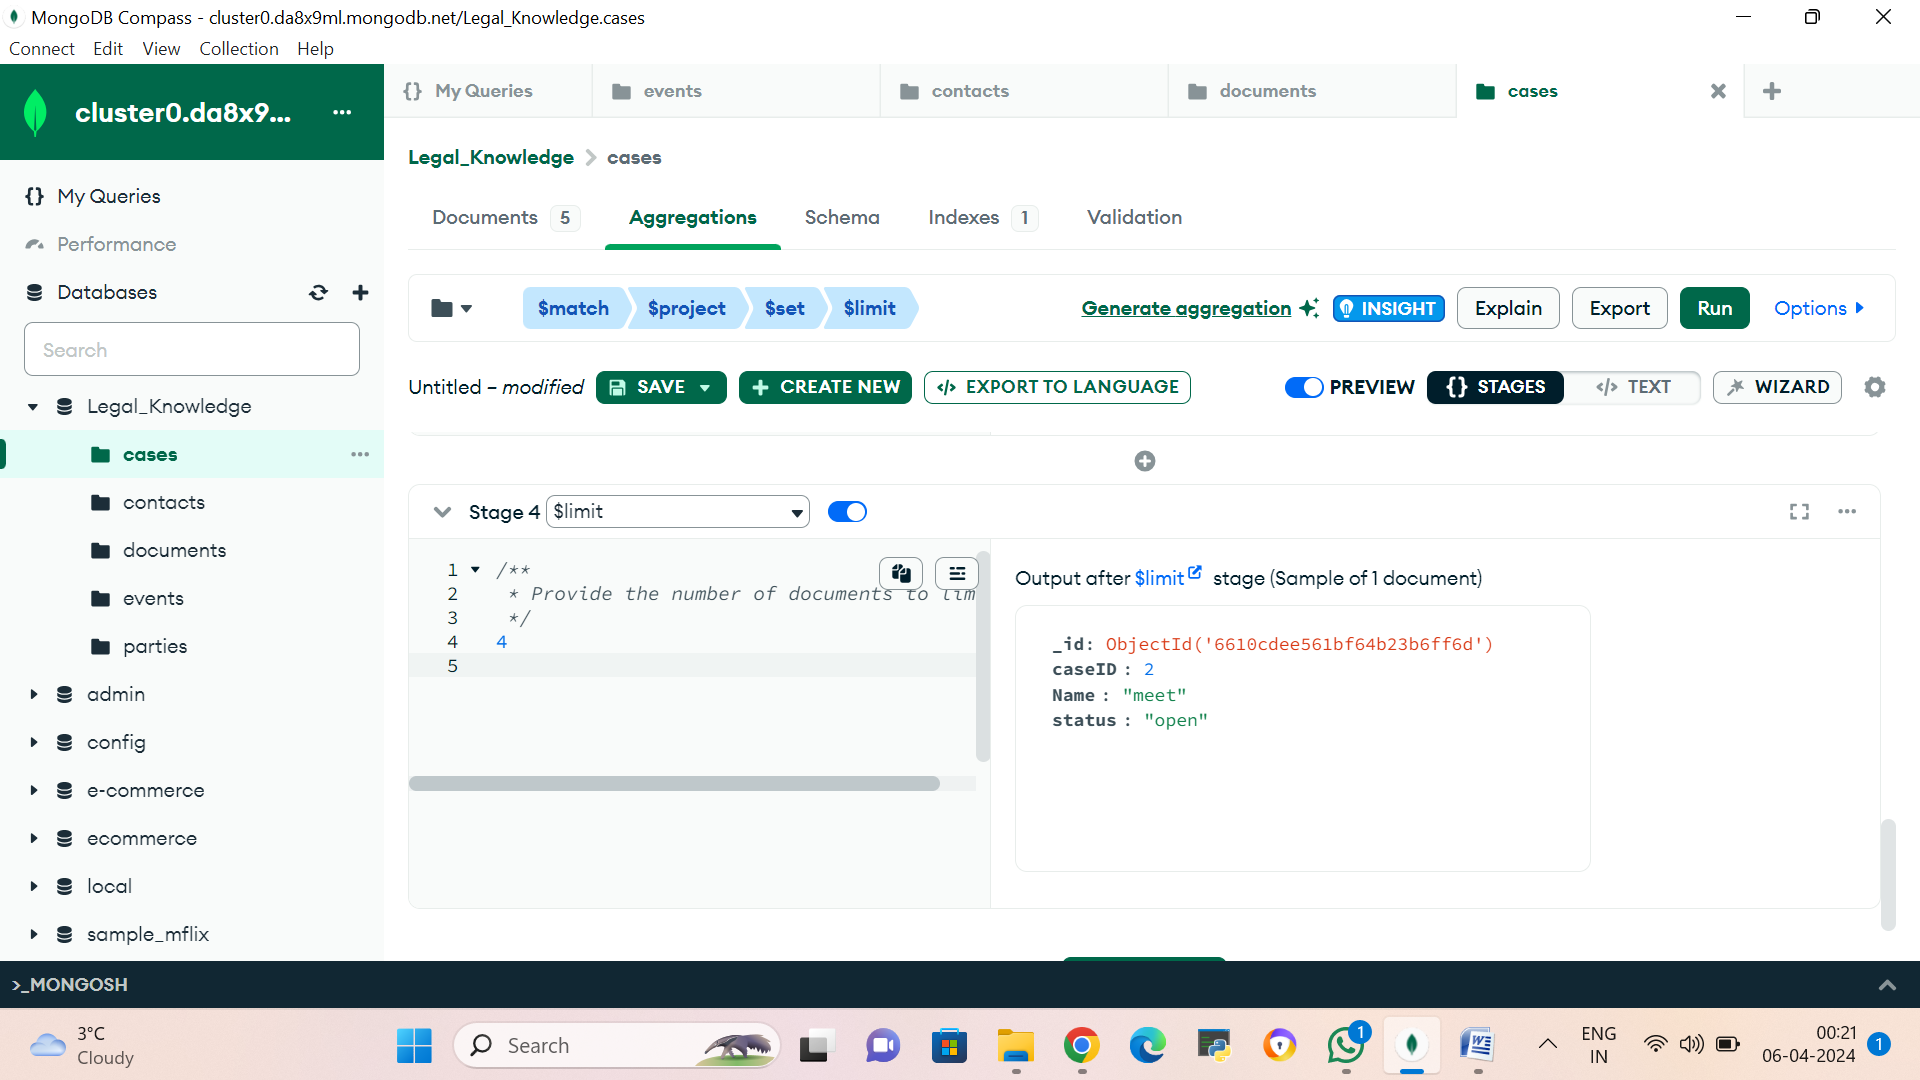 MongoDB Compass - cluster0.da8x9ml.mongodb.net/Legal_Knowledge.cases
Connect Edit View Collection Help
cluster0.da8x9...
My Queries
Performance
Databases
Search
Legal_Knowledge
cases
contacts
documents
events
parties
admin
config
e-commerce
ecommerce
local
sample_mflix
{} My Queries
events
contacts
documents
cases
Legal_Knowledge > cases
Documents 5
Aggregations
Schema
Indexes 1
Validation
$match $project $set $limit
Generate aggregation
INSIGHT
Explain
Export
Run
Options
Untitled – modified
SAVE
+ CREATE NEW
</> EXPORT TO LANGUAGE
PREVIEW
{} STAGES
</> TEXT
WIZARD
Stage 4 $limit
1 /**
2 * Provide the number of documents to lim
3 */
4 4
5
Output after $limit stage (Sample of 1 document)
_id: ObjectId('6610cdee561bf64b23b6ff6d')
caseID : 2
Name : "meet"
status : "open"
>_MONGOSH
3°C
Cloudy
Search
1
ENG
IN
00:21
06-04-2024
1